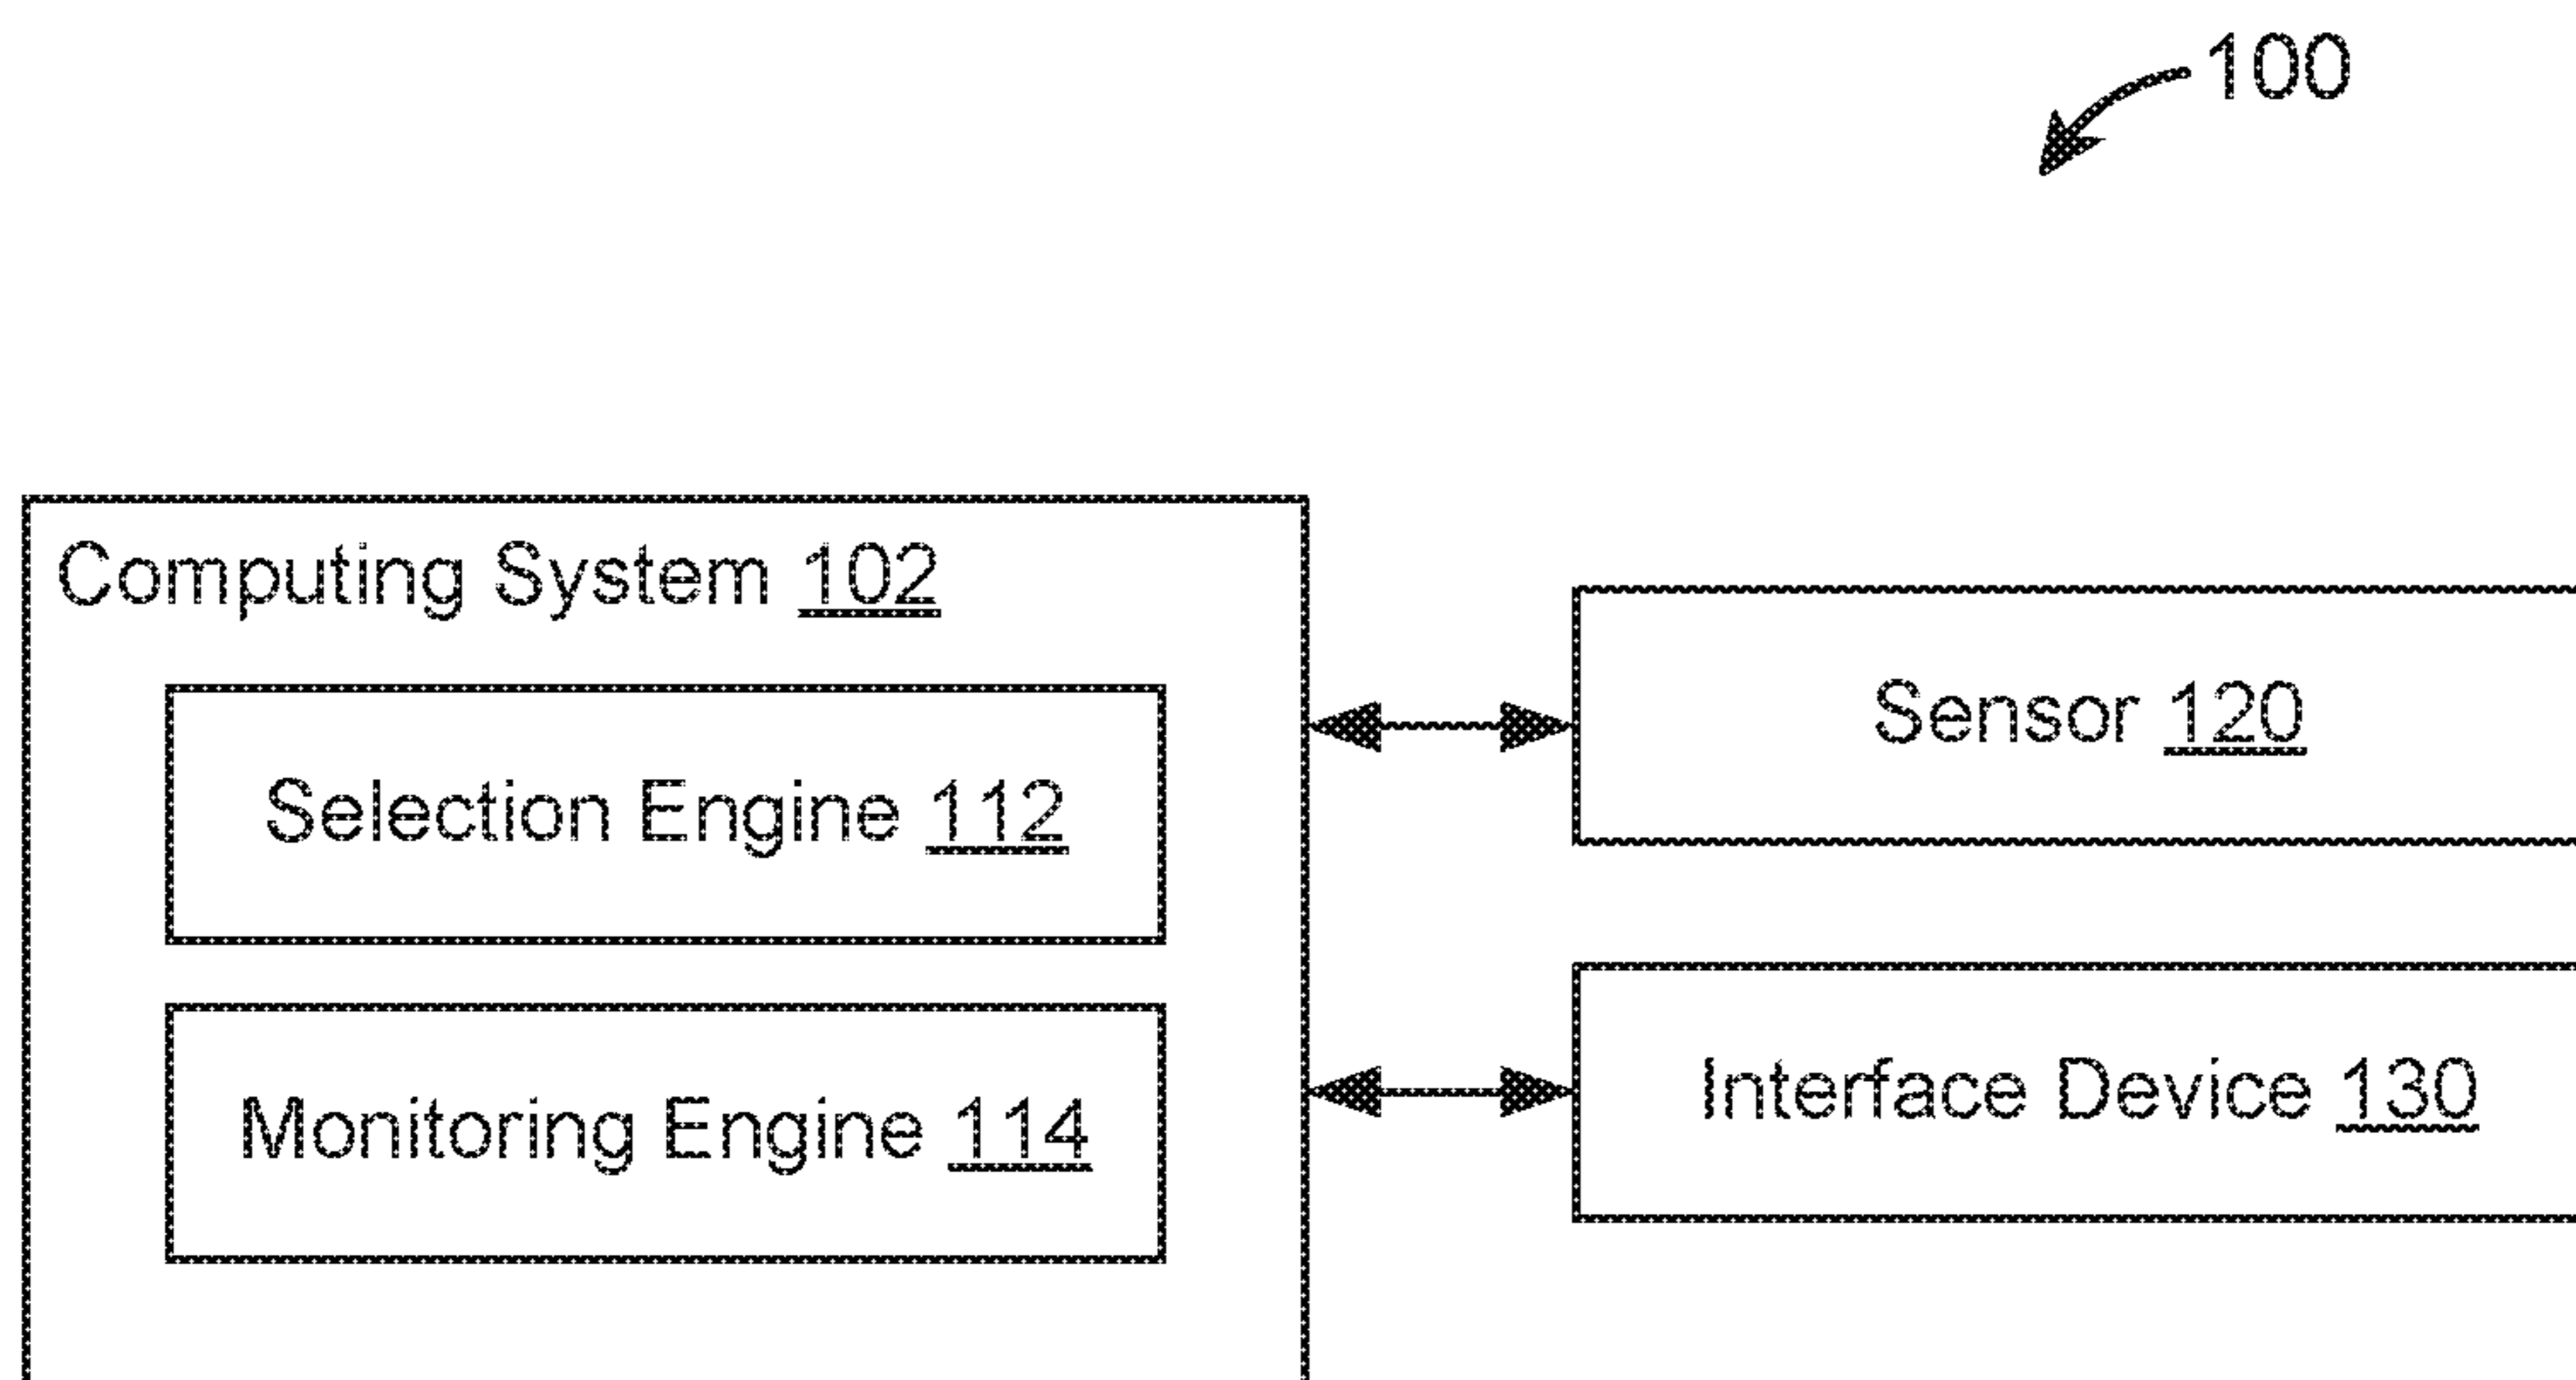 100
Computing System 102
Selection Engine 112
Monitoring Engine 114
Sensor 120
Interface Device 130